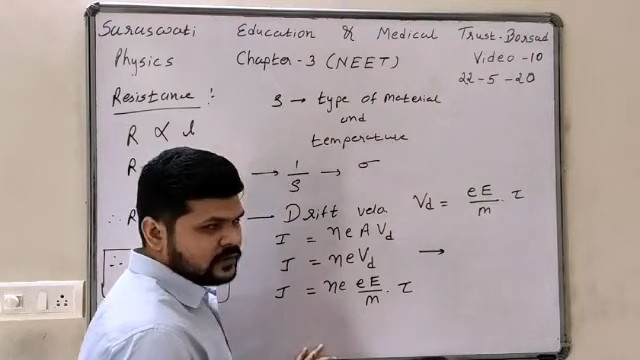 Saraswati Education & Medical Trust-Borsad
Physics Chapter-3 (NEET) Video -10
22-5-20
Resistance :- ρ → type of material
and
temperature
R ∝ l
R → 1/ρ → σ
∴ R → Drift velo Vd = eE/m . τ
I = neAVd
J = neVd →
J = ne eE/m . τ